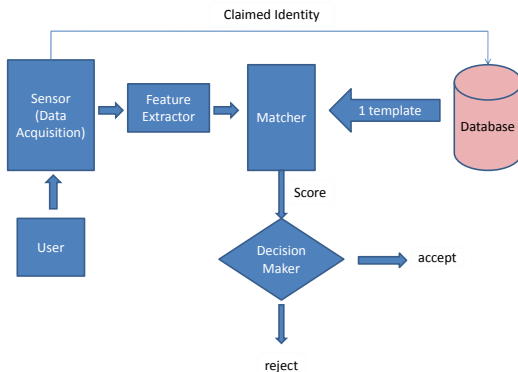 Claimed Identity
Sensor
(Data
Acquisition)
Feature
Extractor
Matcher
1 template
Database
Score
User
Decision
Maker
accept
reject